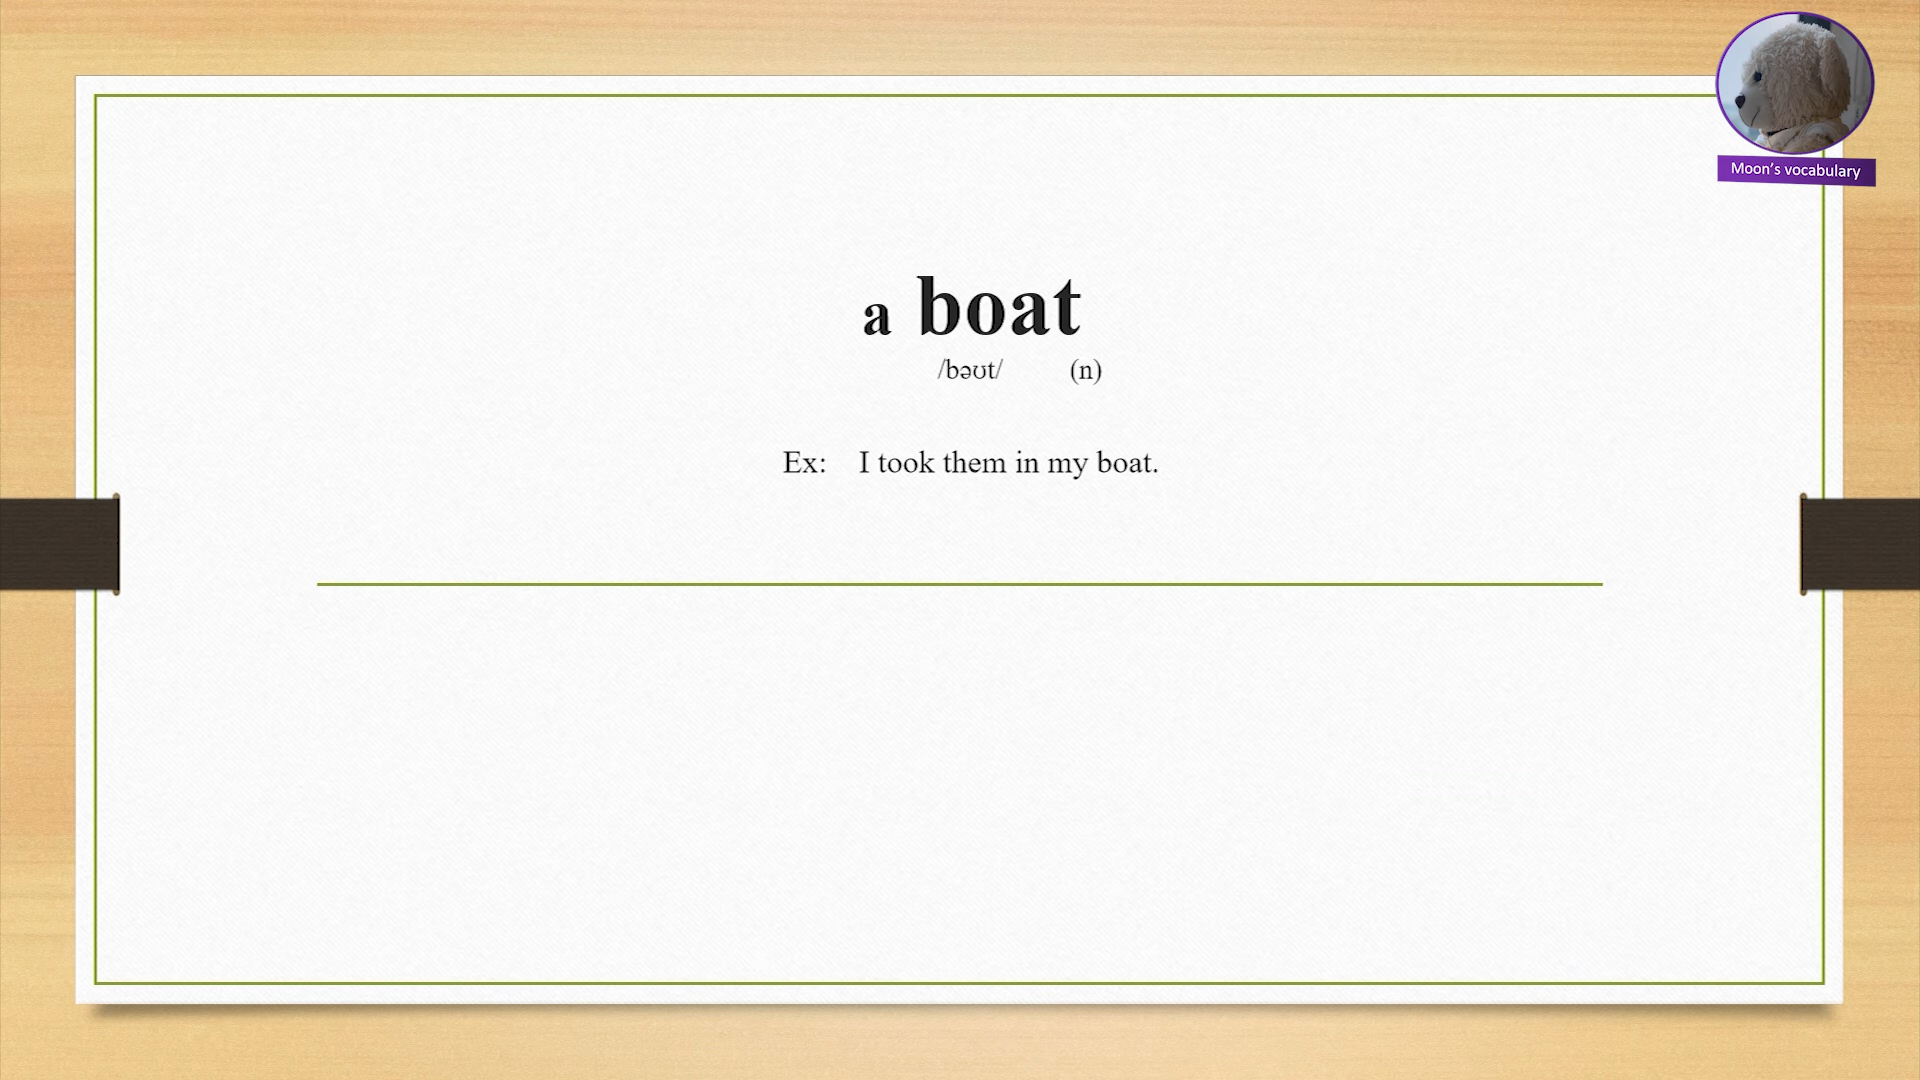 Moon's vocabulary
a boat
/bəʊt/ (n)
Ex: I took them in my boat.